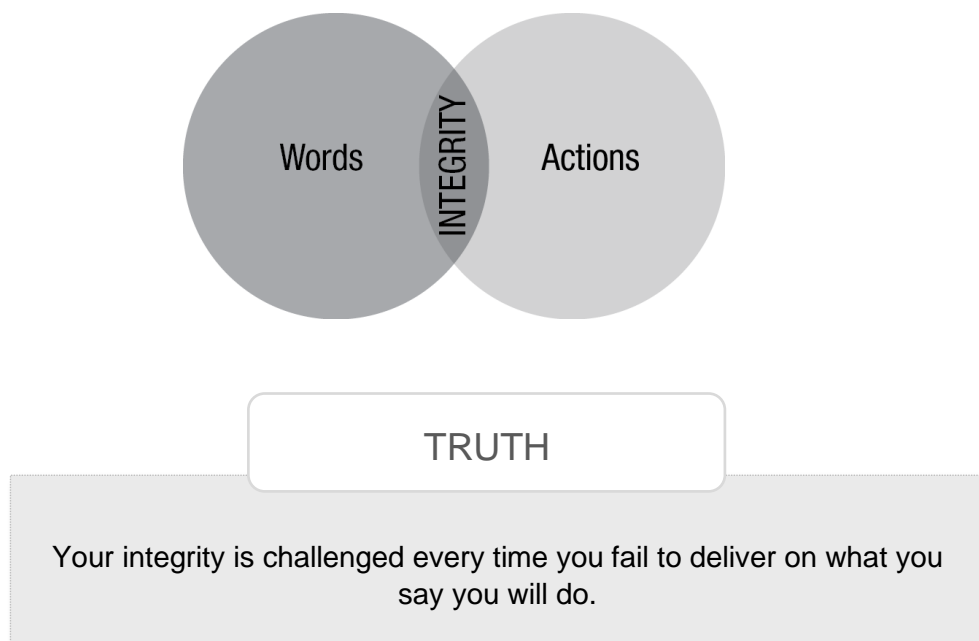 Words
INTEGRITY
Actions
TRUTH
Your integrity is challenged every time you fail to deliver on what you
say you will do.